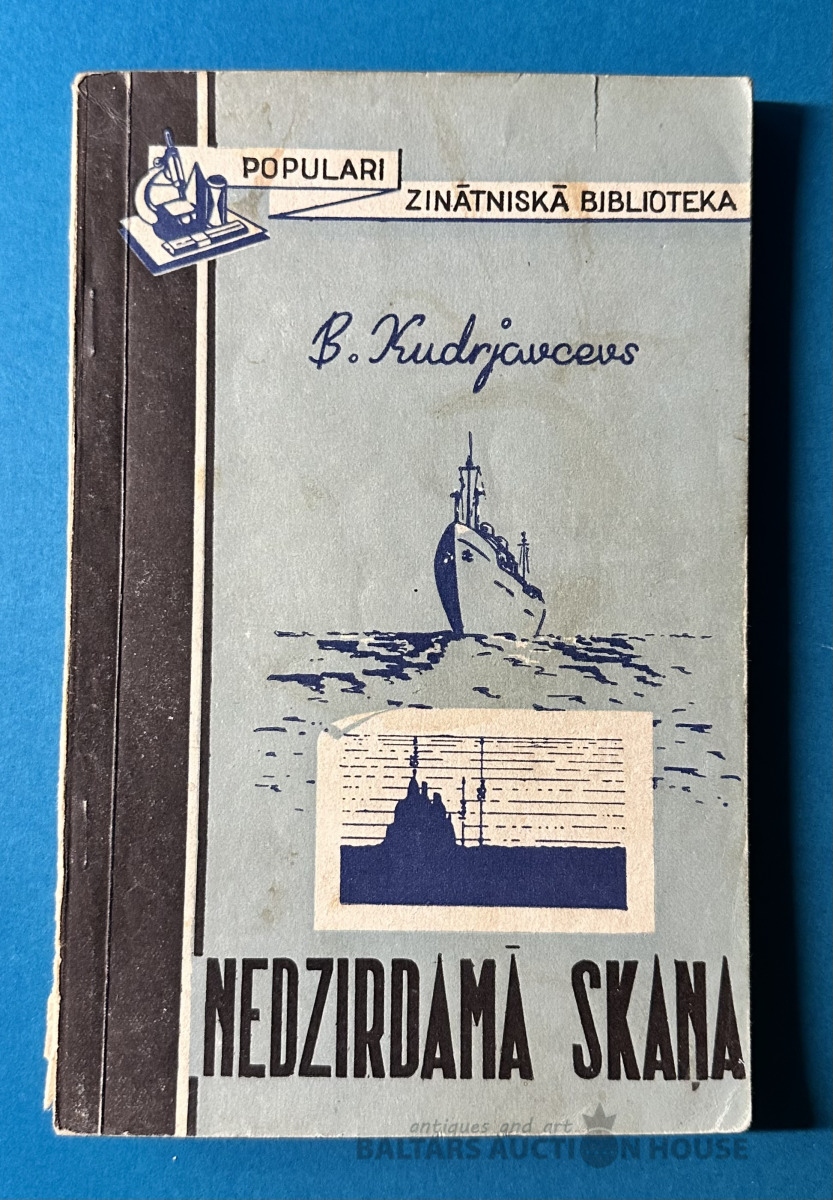 POPULARI
ZINĀTNISKĀ BIBLIOTEKA
B. Kudrjavcevs
NEDZIRDAMĀ SKAŅA
antiques and art
BALTARS AUCTION HOUSE